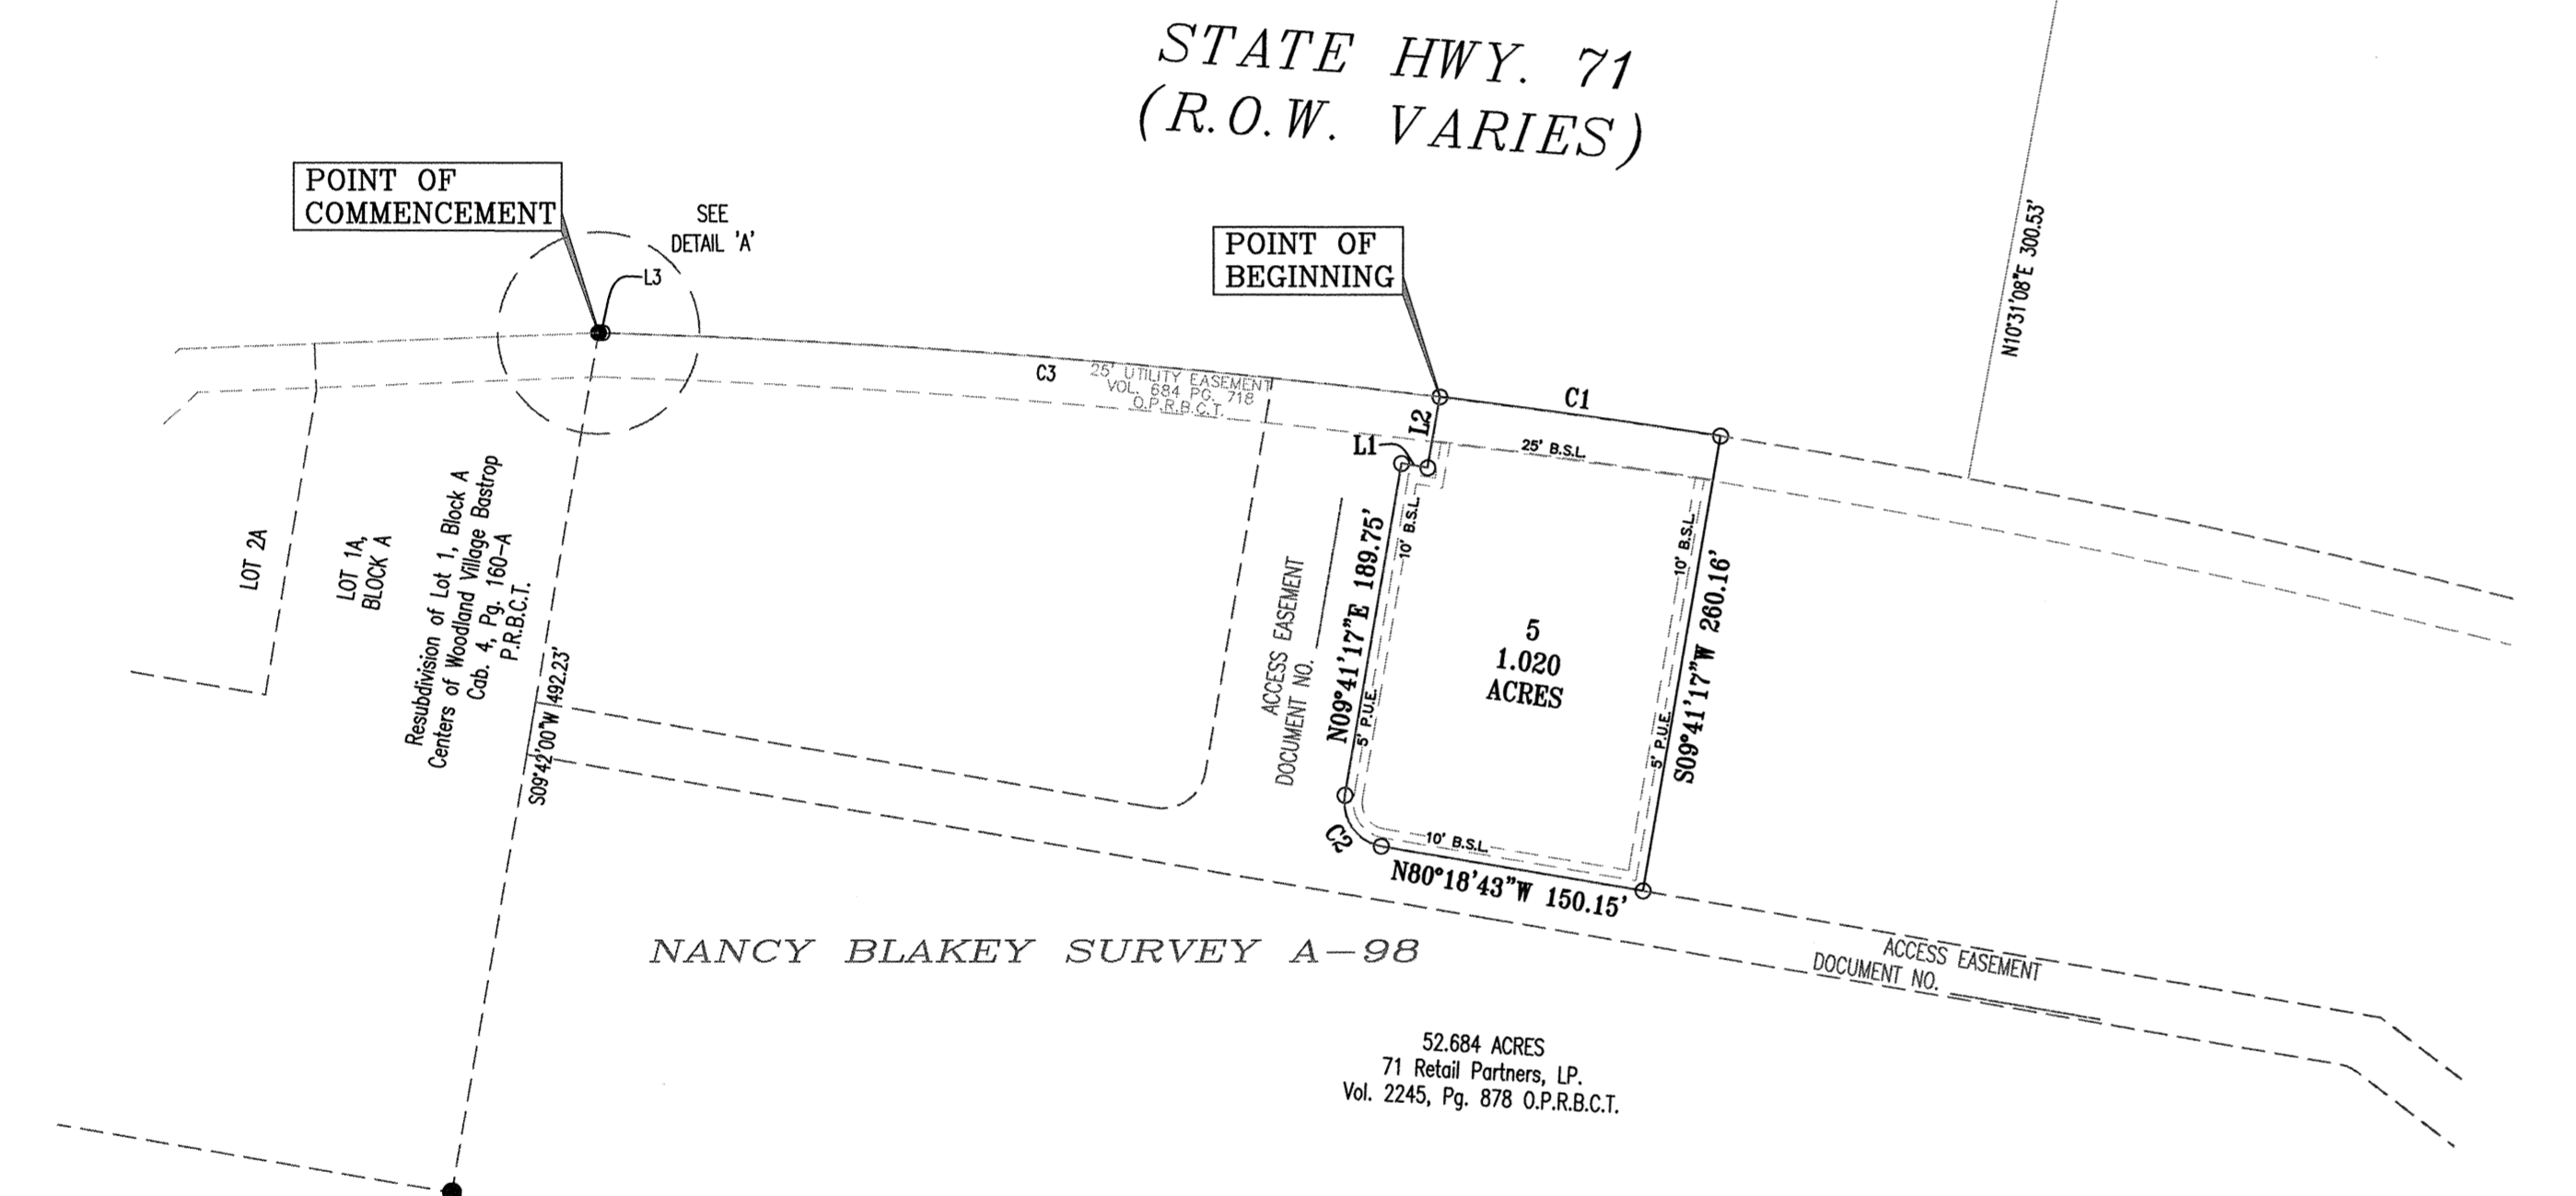 STATE HWY. 71
(R.O.W. VARIES)
POINT OF
COMMENCEMENT
SEE
DETAIL 'A'
L3
POINT OF
BEGINNING
N10°31'08"E 300.53'
C3
25' UTILITY EASEMENT
VOL. 684 PG. 718
O.P.R.B.C.T.
C1
L2
L1
25' B.S.L.
10' B.S.L.
10' B.S.L.
LOT 2A
LOT 1A,
BLOCK A
Resubdivision of Lot 1, Block A
Centers of Woodland Village Bastrop
Cab. 4, Pg. 160-A
P.R.B.C.T.
S09°42'00"W 492.23'
ACCESS EASEMENT
DOCUMENT NO.
N09°41'17"E 189.75'
5' P.U.E.
5
1.020
ACRES
5' P.U.E.
S09°41'17"W 260.16'
C2
10' B.S.L.
N80°18'43"W 150.15'
NANCY BLAKEY SURVEY A-98
ACCESS EASEMENT
DOCUMENT NO.
52.684 ACRES
71 Retail Partners, LP.
Vol. 2245, Pg. 878 O.P.R.B.C.T.